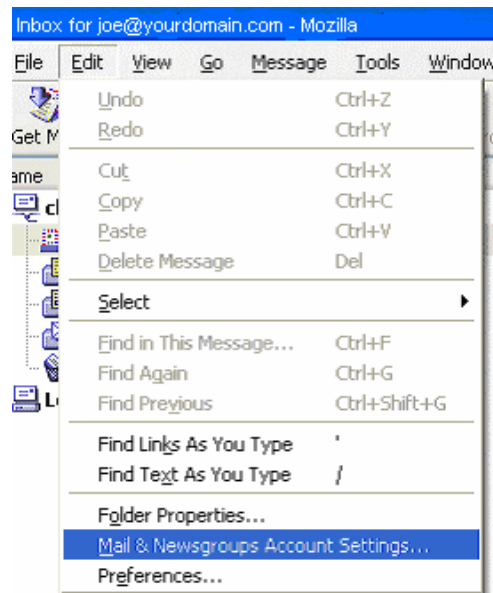 Inbox for joe@yourdomain.com - Mozilla
File Edit View Go Message Tools Window
Get M
ame
Undo Ctrl+Z
Redo Ctrl+Y
Cut Ctrl+X
Copy Ctrl+C
Paste Ctrl+V
Delete Message Del
Select
Find in This Message... Ctrl+F
Find Again Ctrl+G
Find Previous Ctrl+Shift+G
Find Links As You Type '
Find Text As You Type /
Folder Properties...
Mail & Newsgroups Account Settings...
Preferences...